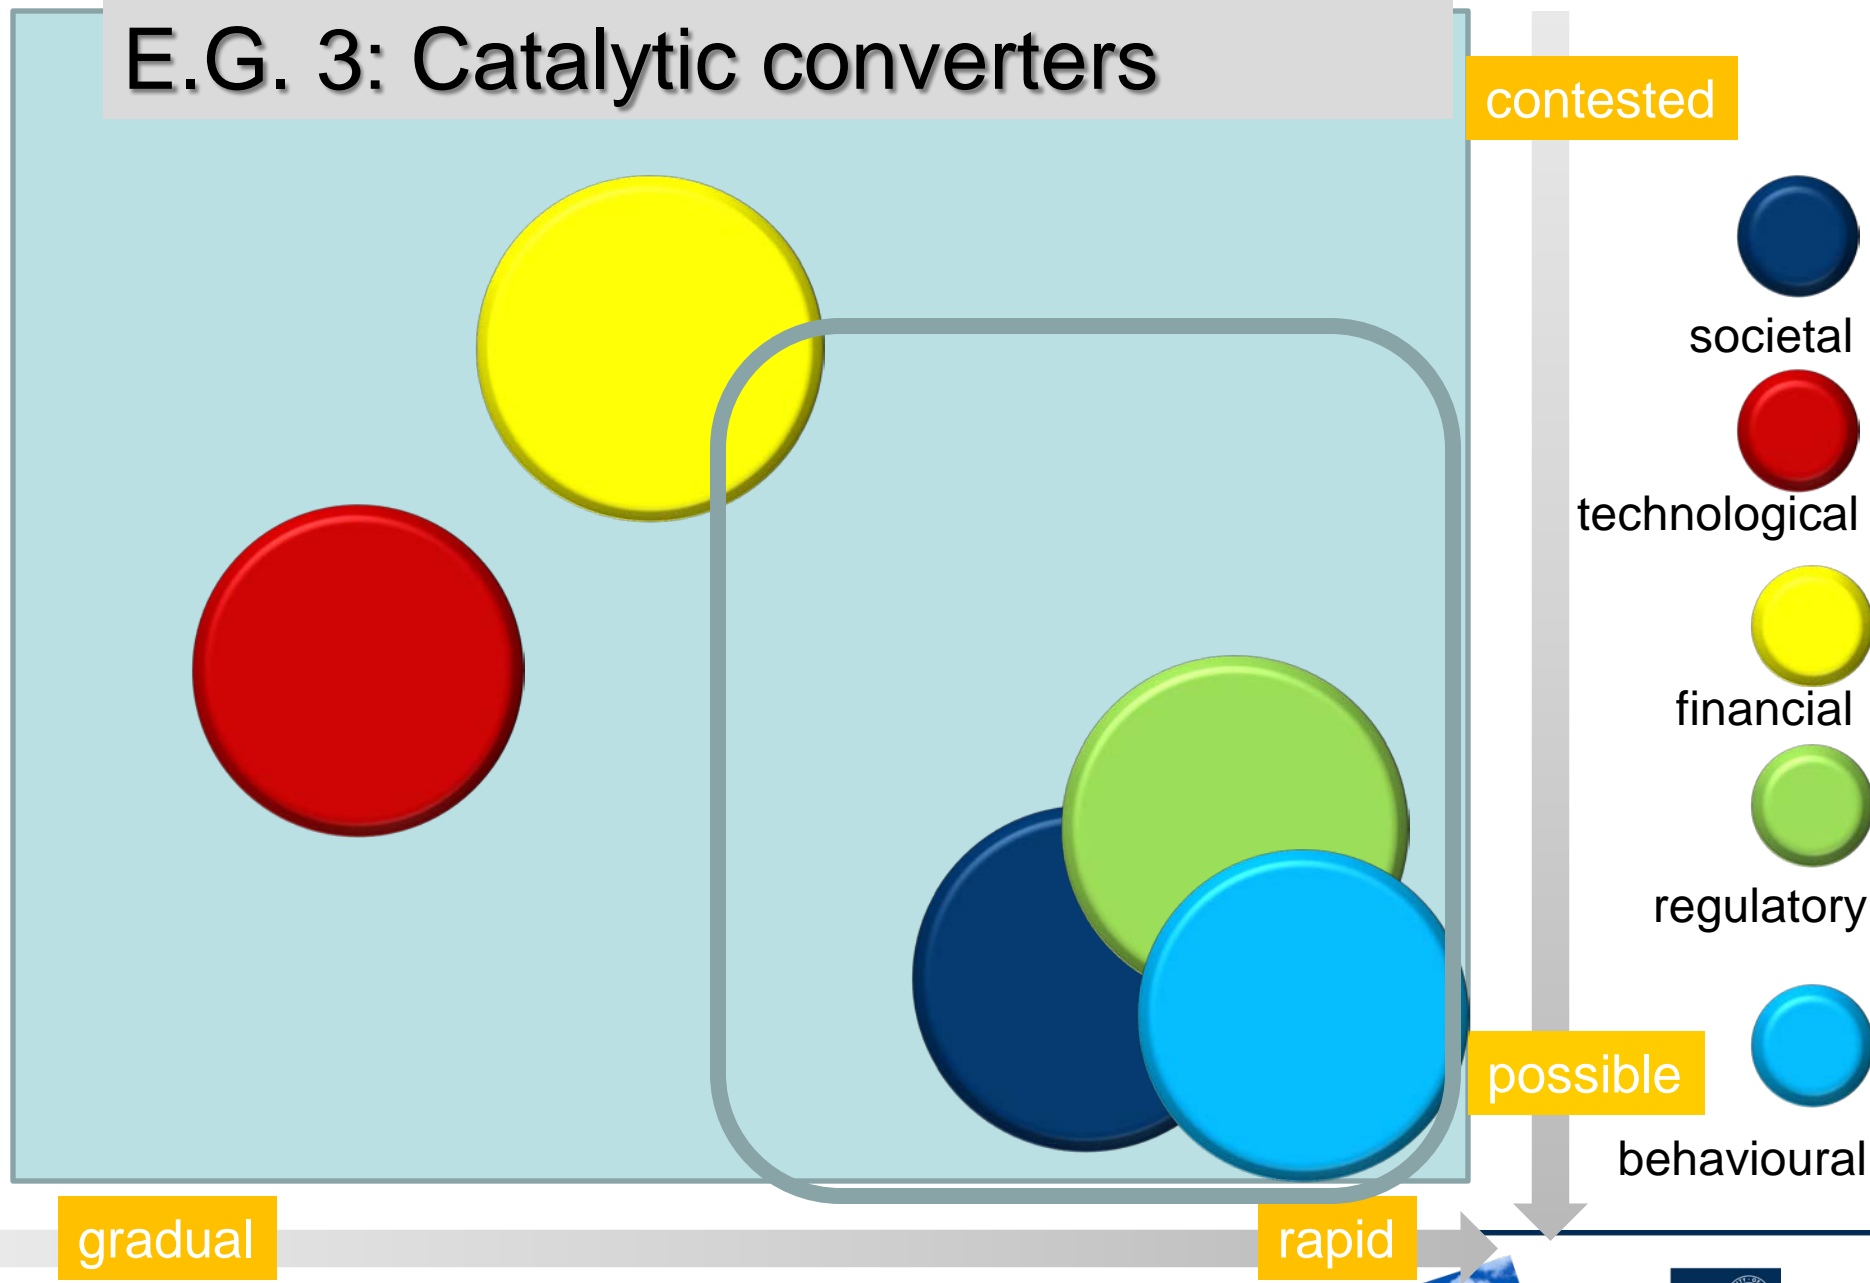 E.G. 3: Catalytic converters
contested
societal
technological
financial
regulatory
possible
behavioural
gradual
rapid